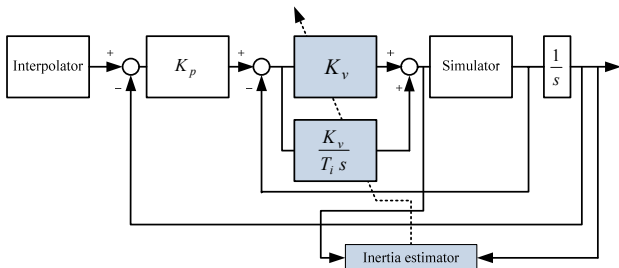 + + +
Interpolator K_p K_v Simulator 1/s
− − +
K_v/(T_i s)
Inertia estimator